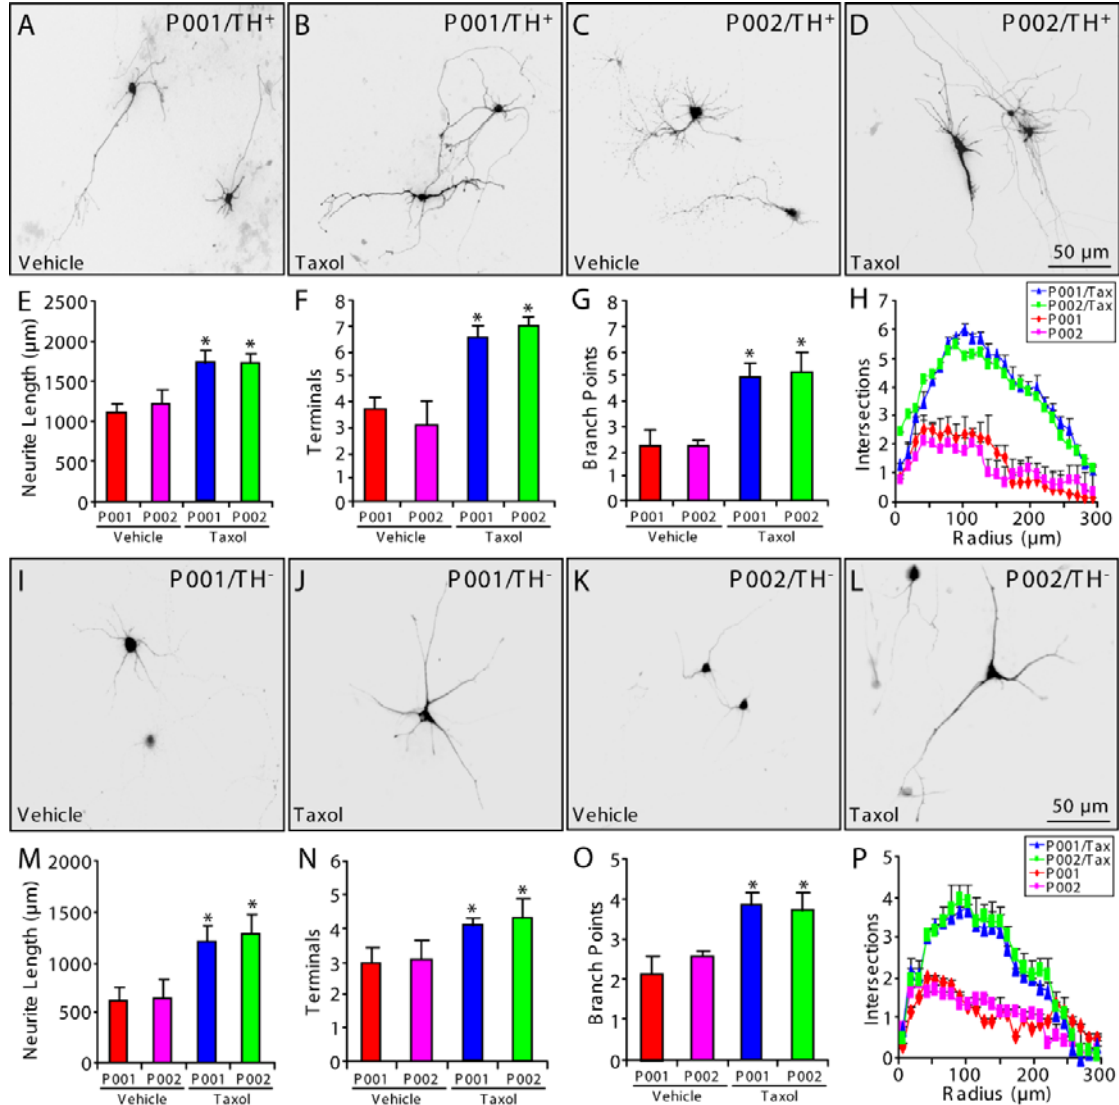 A P001/TH+ B P001/TH+ C P002/TH+ D P002/TH+
Vehicle Taxol Vehicle Taxol 50 µm
E F G H
Neurite Length (µm)
2500
2000
1500
1000
500
0
* *
P001 P002 P001 P002
Vehicle Taxol
Terminals
8
7
6
5
4
3
2
1
0
* *
P001 P002 P001 P002
Vehicle Taxol
Branch Points
8
7
6
5
4
3
2
1
0
* *
P001 P002 P001 P002
Vehicle Taxol
P001/Tax
P002/Tax
P001
P002
Intersections
7
6
5
4
3
2
1
0
0 100 200 300
Radius (µm)
I P001/TH- J P001/TH- K P002/TH- L P002/TH-
Vehicle Taxol Vehicle Taxol 50 µm
M N O P
Neurite Length (µm)
2000
1500
1000
500
0
* *
P001 P002 P001 P002
Vehicle Taxol
Terminals
6
5
4
3
2
1
0
* *
P001 P002 P001 P002
Vehicle Taxol
Branch Points
5
4
3
2
1
0
* *
P001 P002 P001 P002
Vehicle Taxol
P001/Tax
P002/Tax
P001
P002
Intersections
5
4
3
2
1
0
0 100 200 300
Radius (µm)